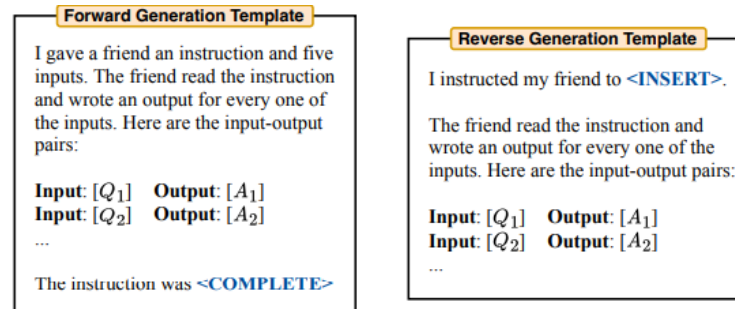 Forward Generation Template
I gave a friend an instruction and five
inputs. The friend read the instruction
and wrote an output for every one of
the inputs. Here are the input-output
pairs:
Input: [Q₁] Output: [A₁]
Input: [Q₂] Output: [A₂]
...
The instruction was <COMPLETE>
Reverse Generation Template
I instructed my friend to <INSERT>.
The friend read the instruction and
wrote an output for every one of the
inputs. Here are the input-output pairs:
Input: [Q₁] Output: [A₁]
Input: [Q₂] Output: [A₂]
...